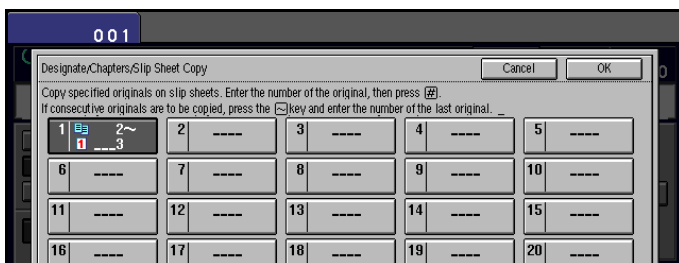 001
Designate/Chapters/Slip Sheet Copy Cancel OK
Copy specified originals on slip sheets. Enter the number of the original, then press #.
If consecutive originals are to be copied, press the ~ key and enter the number of the last original. _
1 2~ 2 ---- 3 ---- 4 ---- 5 ----
1 ___3
6 ---- 7 ---- 8 ---- 9 ---- 10 ----
11 ---- 12 ---- 13 ---- 14 ---- 15 ----
16 ---- 17 ---- 18 ---- 19 ---- 20 ----